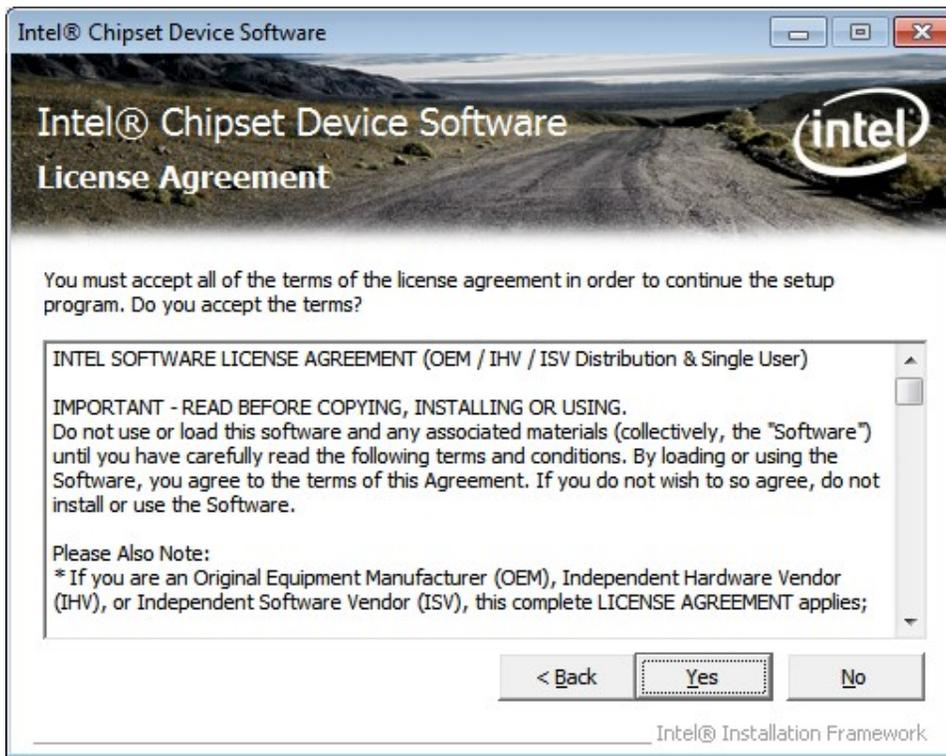 Intel® Chipset Device Software
Intel® Chipset Device Software
intel
License Agreement
You must accept all of the terms of the license agreement in order to continue the setup
program. Do you accept the terms?
INTEL SOFTWARE LICENSE AGREEMENT (OEM / IHV / ISV Distribution & Single User)
IMPORTANT - READ BEFORE COPYING, INSTALLING OR USING.
Do not use or load this software and any associated materials (collectively, the "Software")
until you have carefully read the following terms and conditions. By loading or using the
Software, you agree to the terms of this Agreement. If you do not wish to so agree, do not
install or use the Software.
Please Also Note:
* If you are an Original Equipment Manufacturer (OEM), Independent Hardware Vendor
(IHV), or Independent Software Vendor (ISV), this complete LICENSE AGREEMENT applies;
< Back Yes No
Intel® Installation Framework